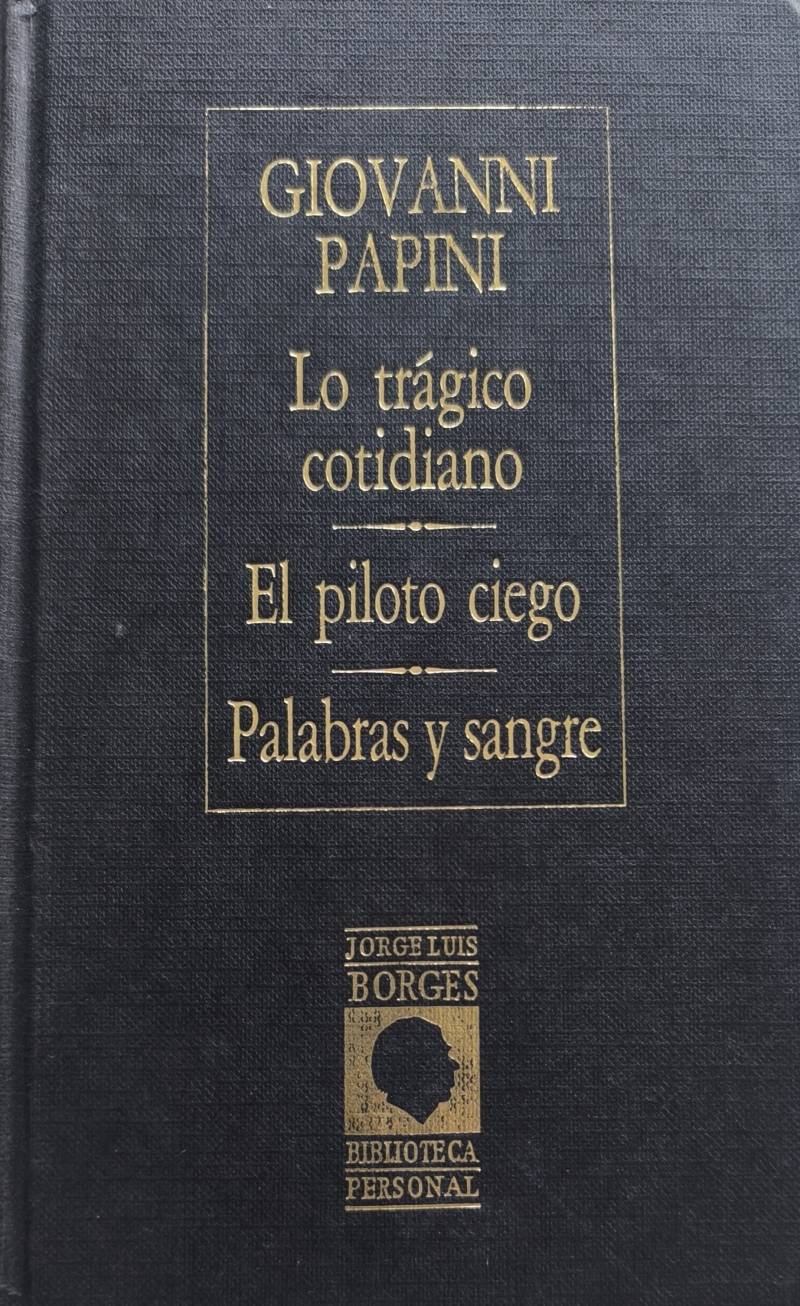 GIOVANNI
PAPINI
Lo trágico
cotidiano
El piloto ciego
Palabras y sangre
JORGE LUIS
BORGES
BIBLIOTECA
PERSONAL